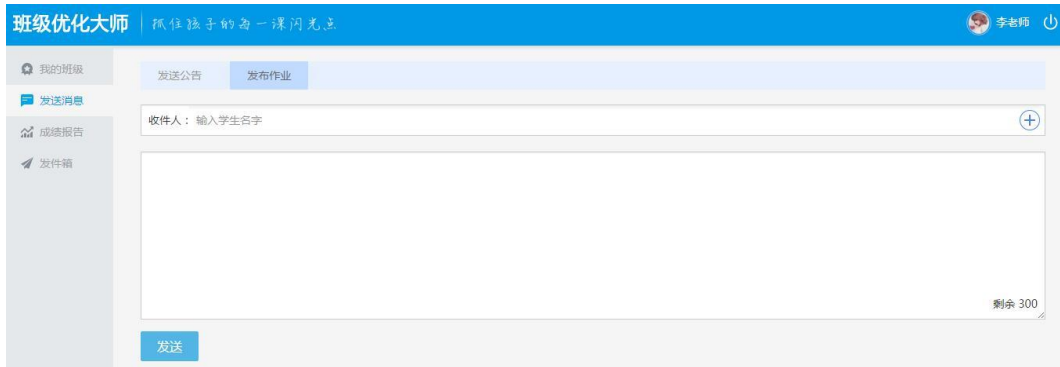 班级优化大师 抓住孩子的每一课闪光点 李老师
我的班级
发送消息
成绩报告
发件箱
发送公告 发布作业
收件人： 输入学生名字
剩余 300
发送